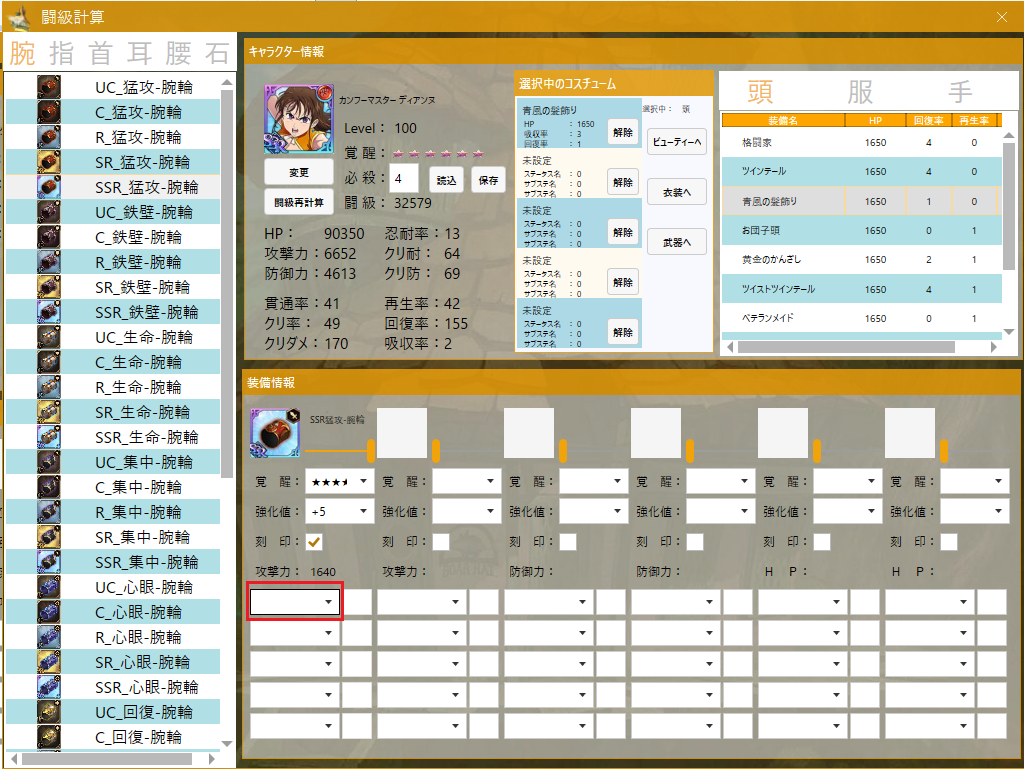 闘級計算
腕 指 首 耳 腰 石
UC_猛攻-腕輪
C_猛攻-腕輪
R_猛攻-腕輪
SR_猛攻-腕輪
SSR_猛攻-腕輪
UC_鉄壁-腕輪
C_鉄壁-腕輪
R_鉄壁-腕輪
SR_鉄壁-腕輪
SSR_鉄壁-腕輪
UC_生命-腕輪
C_生命-腕輪
R_生命-腕輪
SR_生命-腕輪
SSR_生命-腕輪
UC_集中-腕輪
C_集中-腕輪
R_集中-腕輪
SR_集中-腕輪
SSR_集中-腕輪
UC_心眼-腕輪
C_心眼-腕輪
R_心眼-腕輪
SR_心眼-腕輪
SSR_心眼-腕輪
UC_回復-腕輪
C_回復-腕輪
キャラクター情報
カンフーマスター ディアンヌ
Level： 100
覚 醒：
必 殺： 4 読込 保存
闘 級： 32579
変更
闘級再計算
HP： 90350 忍耐率：13
攻撃力：6652 クリ耐： 64
防御力：4613 クリ防： 69
貫通率：41 再生率：42
クリ率： 49 回復率：155
クリダメ：170 吸収率：2
選択中のコスチューム
青風の髪飾り
HP ：1650
吸収率 ：3
回復率 ：1
解除
未設定
ステータス名 ：0
サブステ名 ：0
サブステ名 ：0
解除
未設定
ステータス名 ：0
サブステ名 ：0
サブステ名 ：0
解除
未設定
ステータス名 ：0
サブステ名 ：0
サブステ名 ：0
解除
未設定
ステータス名 ：0
サブステ名 ：0
サブステ名 ：0
解除
選択中： 頭
ビューティーへ
衣装へ
武器へ
頭 服 手
装備名 HP 回復率 再生率
格闘家 1650 4 0
ツインテール 1650 4 0
青風の髪飾り 1650 1 0
お団子頭 1650 0 1
黄金のかんざし 1650 2 1
ツイストツインテール 1650 4 1
ベテランメイド 1650 0 1
装備情報
SSR猛攻-腕輪
覚 醒： ★★★ 覚 醒： 覚 醒： 覚 醒： 覚 醒： 覚 醒：
強化値： +5 強化値： 強化値： 強化値： 強化値： 強化値：
刻 印： 刻 印： 刻 印： 刻 印： 刻 印： 刻 印：
攻撃力： 1640 攻撃力： 防御力： 防御力： H P： H P：